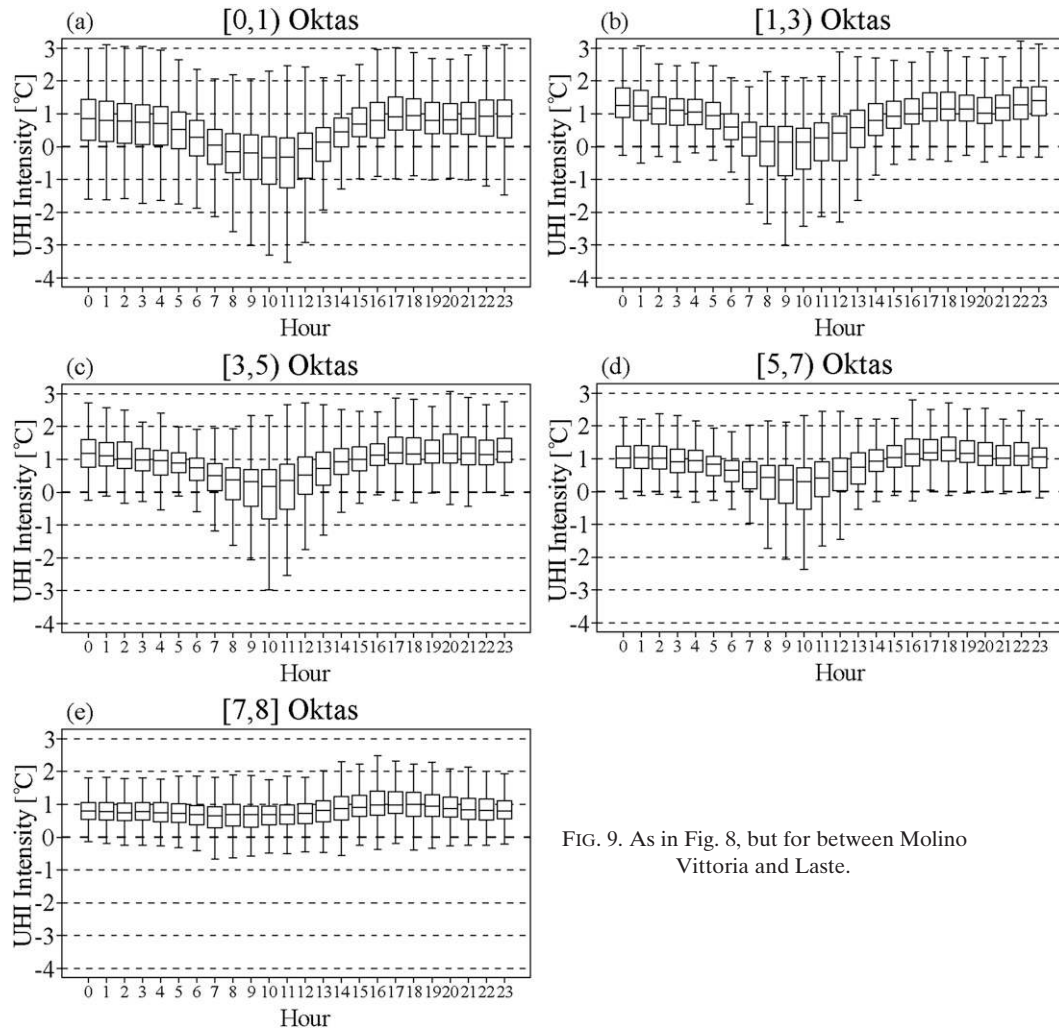 (a) [0,1) Oktas
UHI Intensity [℃]
3
2
1
0
-1
-2
-3
-4
0 1 2 3 4 5 6 7 8 9 10 11 12 13 14 15 16 17 18 19 20 21 22 23
Hour
(b) [1,3) Oktas
UHI Intensity [℃]
3
2
1
0
-1
-2
-3
-4
0 1 2 3 4 5 6 7 8 9 10 11 12 13 14 15 16 17 18 19 20 21 22 23
Hour
(c) [3,5) Oktas
UHI Intensity [℃]
3
2
1
0
-1
-2
-3
-4
0 1 2 3 4 5 6 7 8 9 10 11 12 13 14 15 16 17 18 19 20 21 22 23
Hour
(d) [5,7) Oktas
UHI Intensity [℃]
3
2
1
0
-1
-2
-3
-4
0 1 2 3 4 5 6 7 8 9 10 11 12 13 14 15 16 17 18 19 20 21 22 23
Hour
(e) [7,8] Oktas
UHI Intensity [℃]
3
2
1
0
-1
-2
-3
-4
0 1 2 3 4 5 6 7 8 9 10 11 12 13 14 15 16 17 18 19 20 21 22 23
Hour
FIG. 9. As in Fig. 8, but for between Molino
Vittoria and Laste.